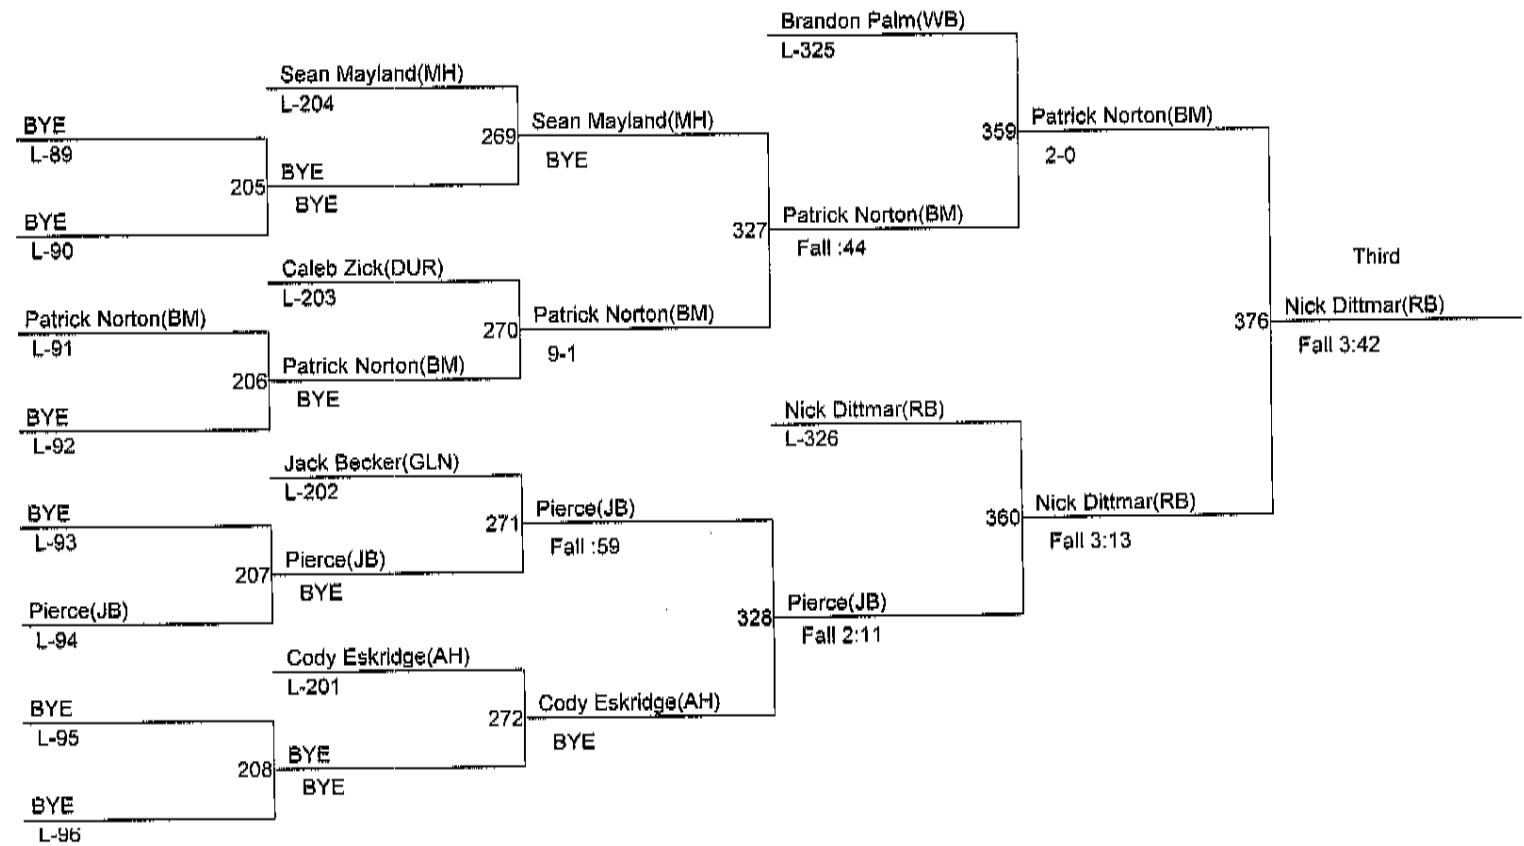 Brandon Palm(WB)
L-325
Sean Mayland(MH)
L-204
BYE
L-89
269
Sean Mayland(MH)
BYE
359
Patrick Norton(BM)
2-0
205
BYE
BYE
BYE
L-90
327
Patrick Norton(BM)
Fall :44
Caleb Zick(DUR)
L-203
Third
Patrick Norton(BM)
L-91
270
Patrick Norton(BM)
9-1
376
Nick Dittmar(RB)
Fall 3:42
206
Patrick Norton(BM)
BYE
BYE
L-92
Nick Dittmar(RB)
L-326
Jack Becker(GLN)
L-202
BYE
L-93
271
Pierce(JB)
Fall :59
360
Nick Dittmar(RB)
Fall 3:13
207
Pierce(JB)
BYE
Pierce(JB)
L-94
328
Pierce(JB)
Fall 2:11
Cody Eskridge(AH)
L-201
BYE
L-95
272
Cody Eskridge(AH)
BYE
208
BYE
BYE
BYE
L-96